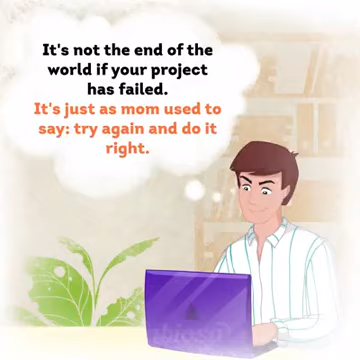 It's not the end of the
world if your project
has failed.
It's just as mom used to
say: try again and do it
right.